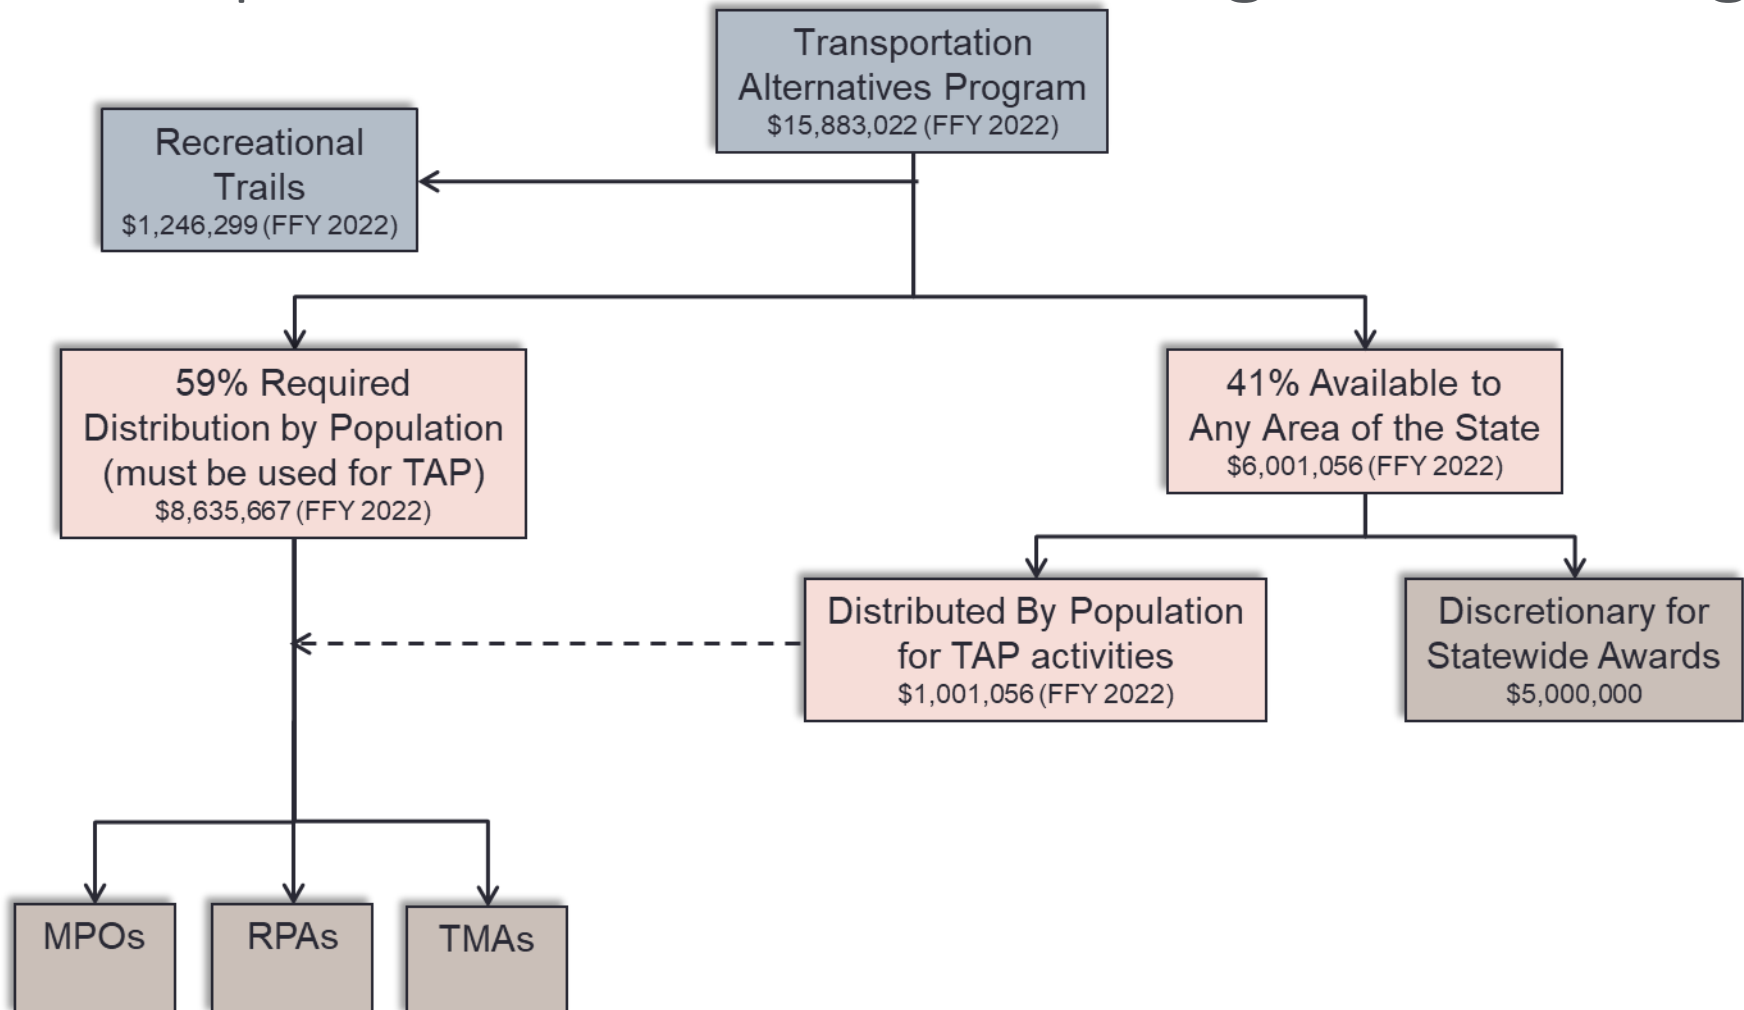 Transportation
Alternatives Program
$15,883,022 (FFY 2022)
Recreational
Trails
$1,246,299 (FFY 2022)
59% Required
Distribution by Population
(must be used for TAP)
$8,635,667 (FFY 2022)
41% Available to
Any Area of the State
$6,001,056 (FFY 2022)
Distributed By Population
for TAP activities
$1,001,056 (FFY 2022)
Discretionary for
Statewide Awards
$5,000,000
MPOs
RPAs
TMAs